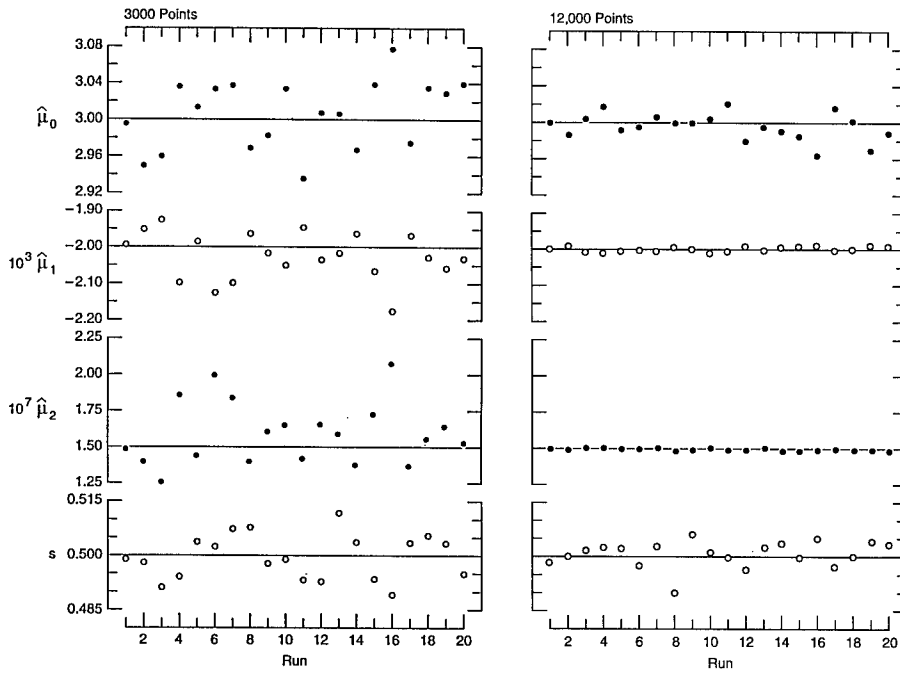 3000 Points
12,000 Points
3.08
3.04
3.00
2.96
2.92
μ̂0
−1.90
−2.00
−2.10
−2.20
10³ μ̂1
2.25
2.00
1.75
1.50
1.25
10⁷ μ̂2
0.515
s 0.500
0.485
2 4 6 8 10 12 14 16 18 20
Run
2 4 6 8 10 12 14 16 18 20
Run